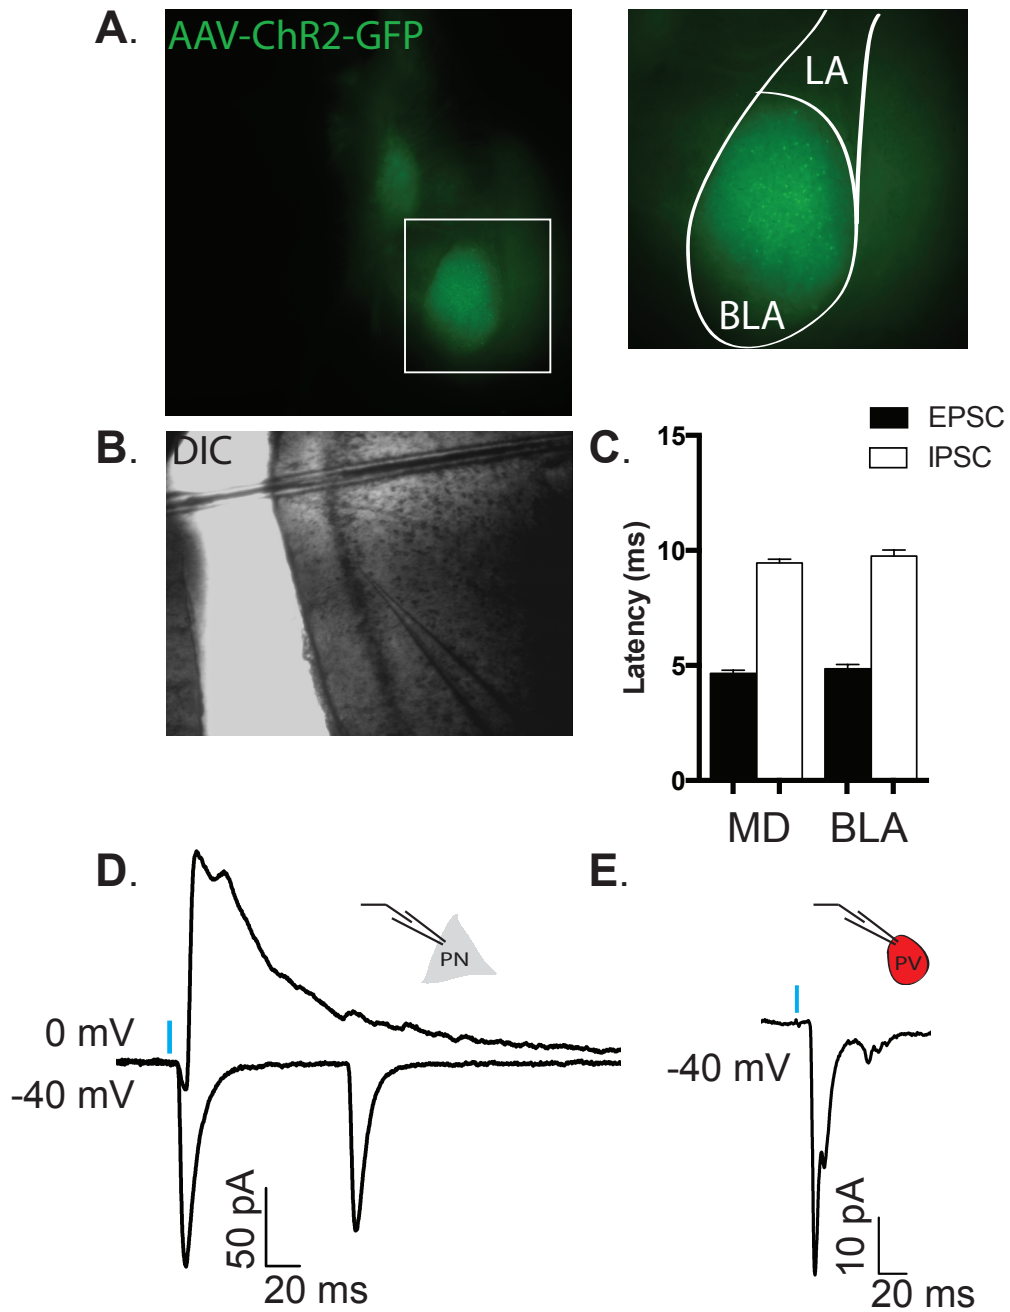 A.
AAV-ChR2-GFP
LA
BLA
B.
DIC
C.
EPSC
IPSC
15
10
5
0
Latency (ms)
MD
BLA
D.
PN
0 mV
-40 mV
50 pA
20 ms
E.
PV
-40 mV
10 pA
20 ms